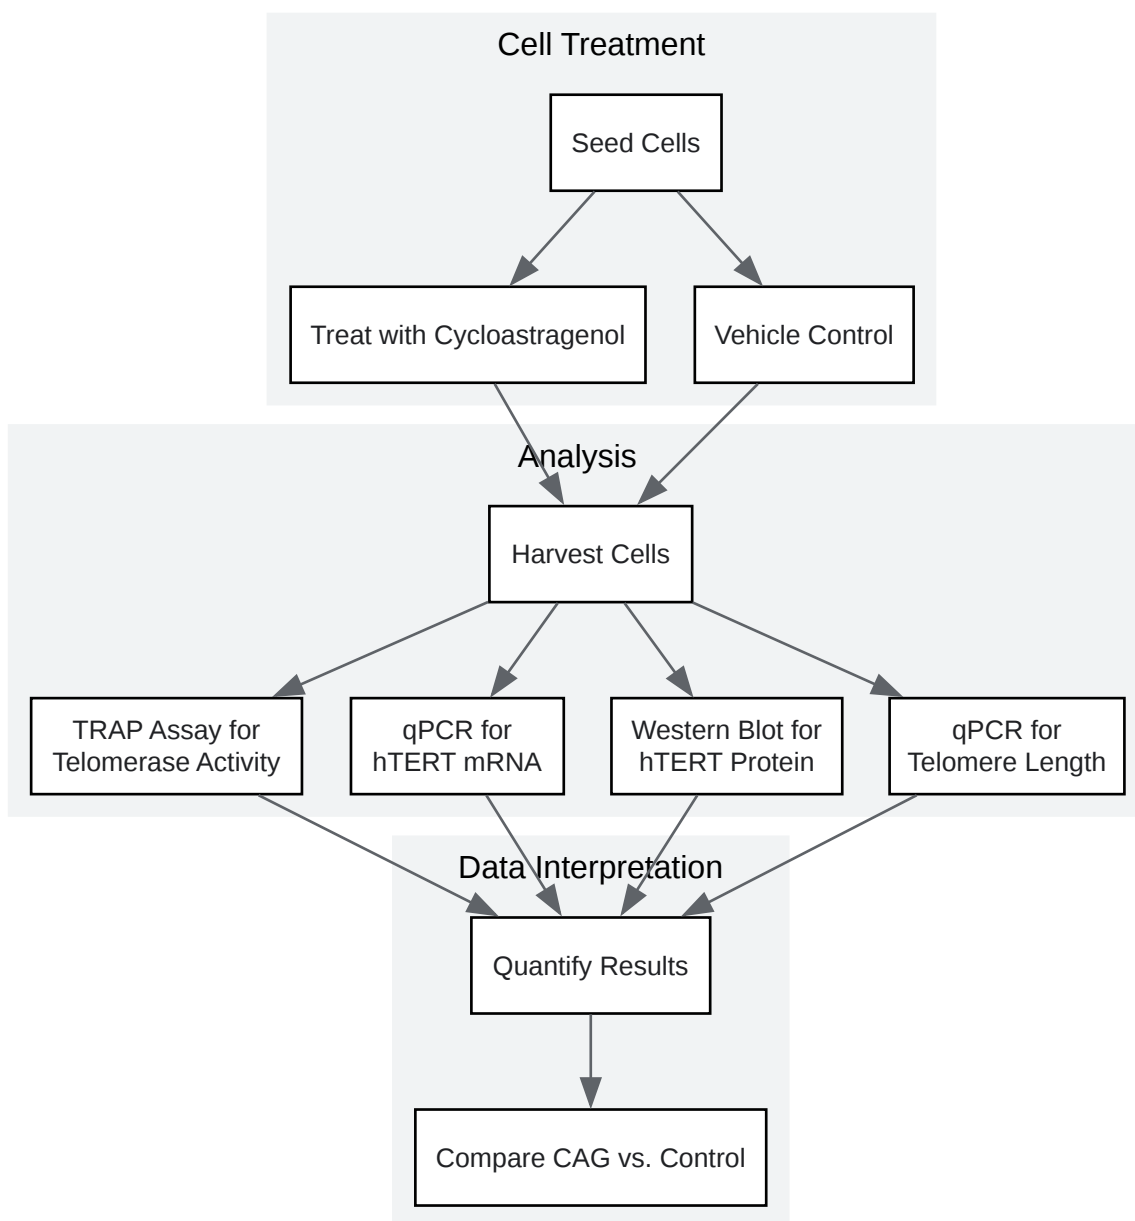 Cell Treatment
Seed Cells
Treat with Cycloastragenol
Vehicle Control
Analysis
Harvest Cells
TRAP Assay for
Telomerase Activity
qPCR for
hTERT mRNA
Western Blot for
hTERT Protein
qPCR for
Telomere Length
Data Interpretation
Quantify Results
Compare CAG vs. Control